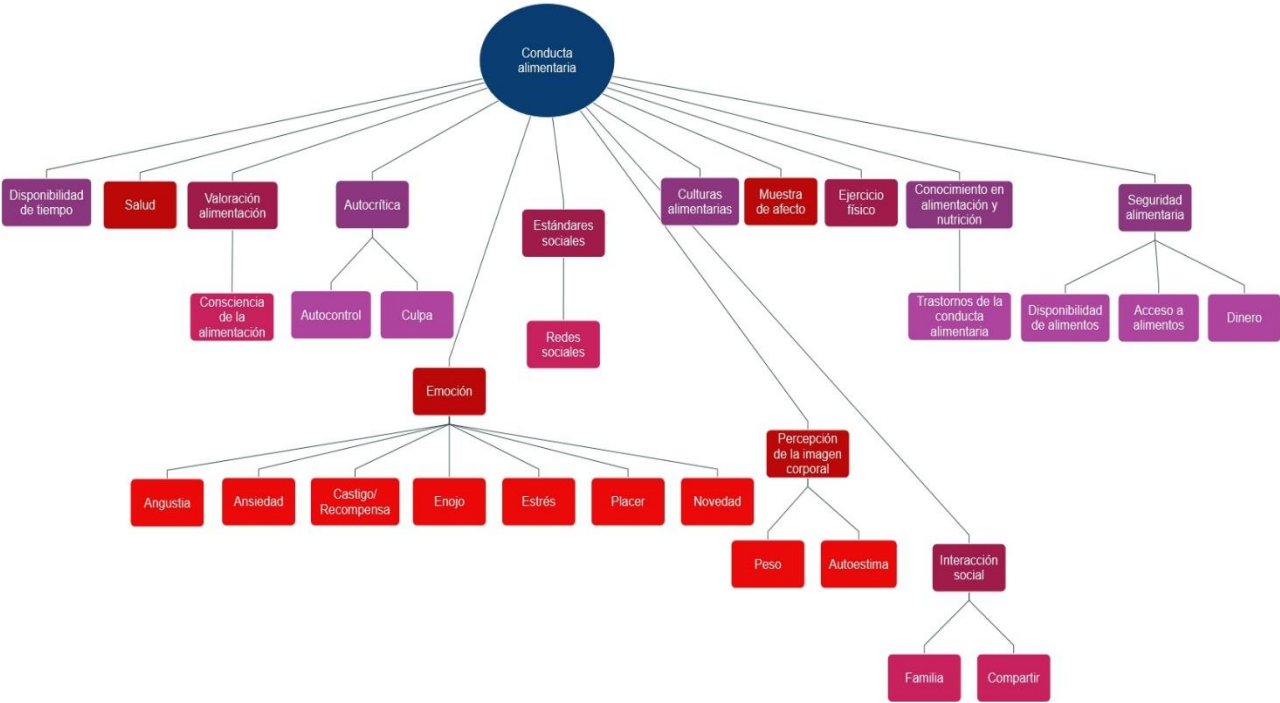 Conducta
alimentaria
Disponibilidad
de tiempo
Salud
Valoración
alimentación
Autocrítica
Estándares
sociales
Culturas
alimentarias
Muestra
de afecto
Ejercicio
físico
Conocimiento en
alimentación y
nutrición
Seguridad
alimentaria
Consciencia
de la
alimentación
Autocontrol
Culpa
Redes
sociales
Trastornos de la
conducta
alimentaria
Disponibilidad
de alimentos
Acceso a
alimentos
Dinero
Emoción
Angustia
Ansiedad
Castigo/
Recompensa
Enojo
Estrés
Placer
Novedad
Percepción
de la imagen
corporal
Peso
Autoestima
Interacción
social
Familia
Compartir